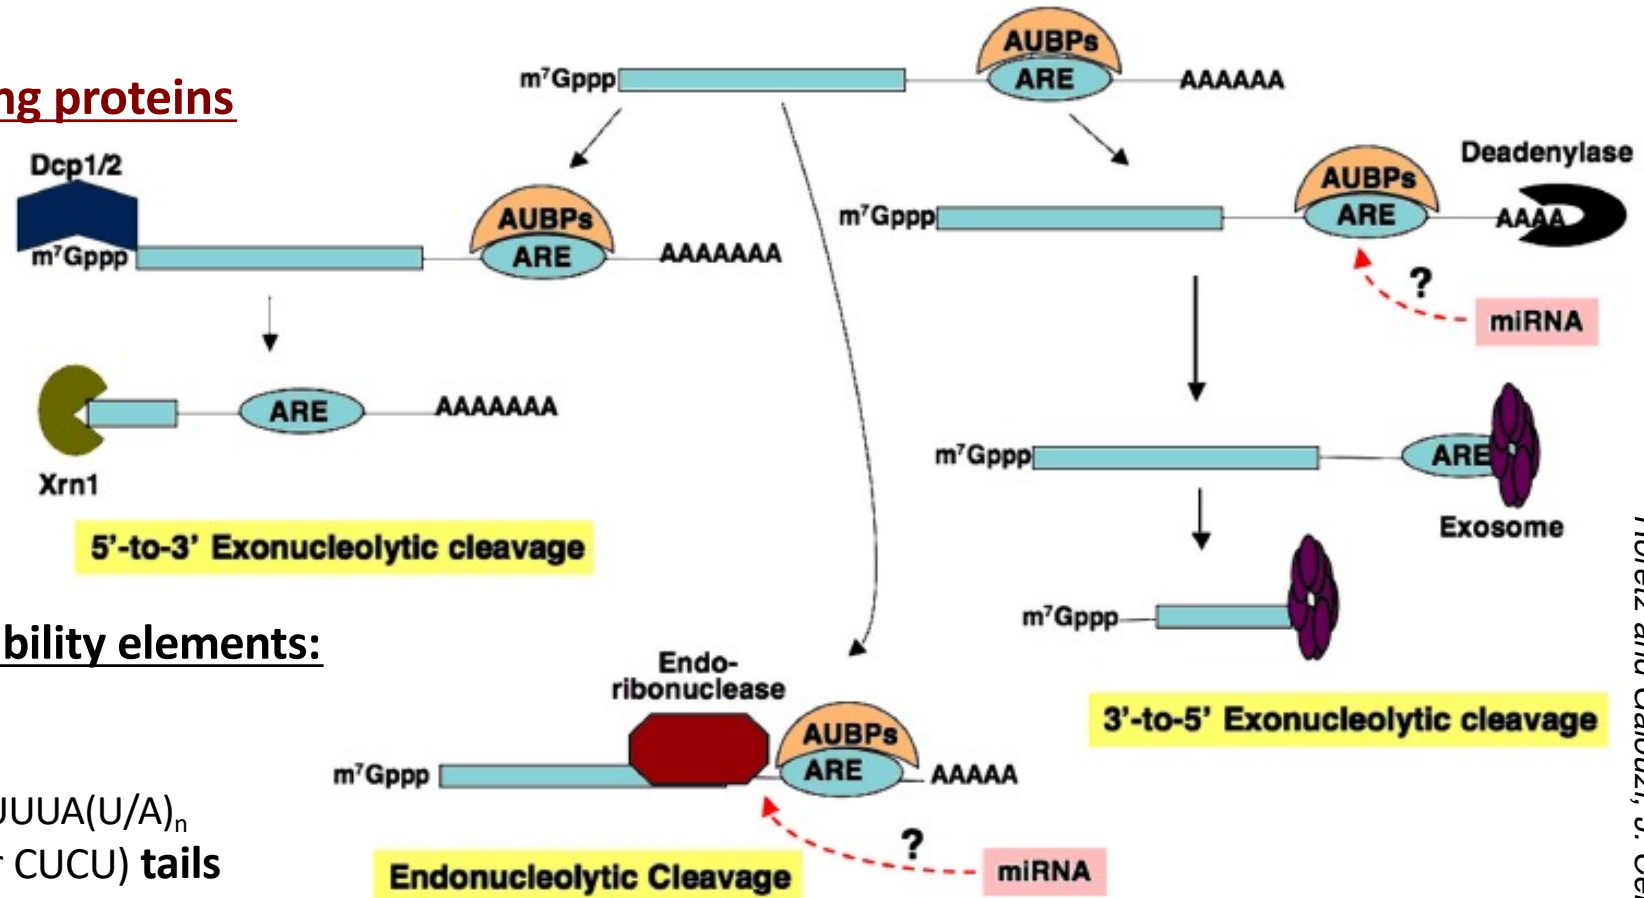 ng proteins
AUBPs
ARE
m⁷Gppp
AAAAAA
Dcp1/2
AUBPs
ARE
m⁷Gppp
AAAAAAA
Deadenylase
AUBPs
ARE
m⁷Gppp
AAAA
?
miRNA
ARE
AAAAAAA
Xrn1
5’-to-3’ Exonucleolytic cleavage
m⁷Gppp
ARE
Exosome
m⁷Gppp
3’-to-5’ Exonucleolytic cleavage
bility elements:
Endo-
ribonuclease
AUBPs
ARE
m⁷Gppp
AAAAA
?
miRNA
Endonucleolytic Cleavage
UUUA(U/A)n
CUCU) tails
and